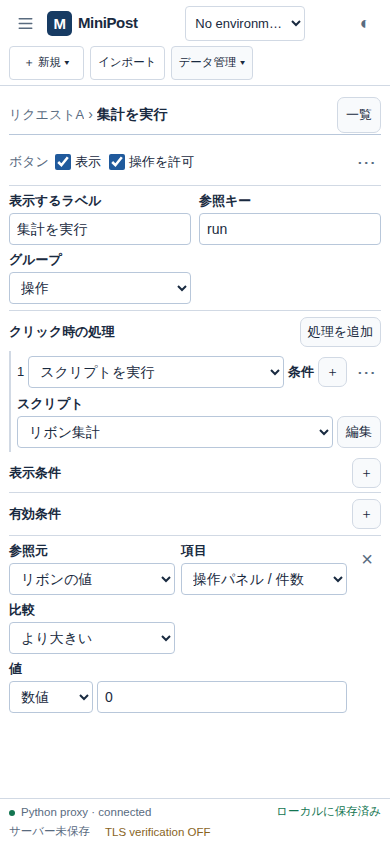 M MiniPost No environm…
＋ 新規 ▾ インポート データ管理 ▾
リクエストA › 集計を実行 一覧
ボタン 表示 操作を許可 ⋯
表示するラベル 参照キー
集計を実行 run
グループ
操作
クリック時の処理 処理を追加
1 スクリプトを実行 条件 ＋ ⋯
スクリプト
リボン集計 編集
表示条件 ＋
有効条件 ＋
参照元 項目 ×
リボンの値 操作パネル / 件数
比較
より大きい
値
数値 0
Python proxy · connected ローカルに保存済み
サーバー未保存 TLS verification OFF